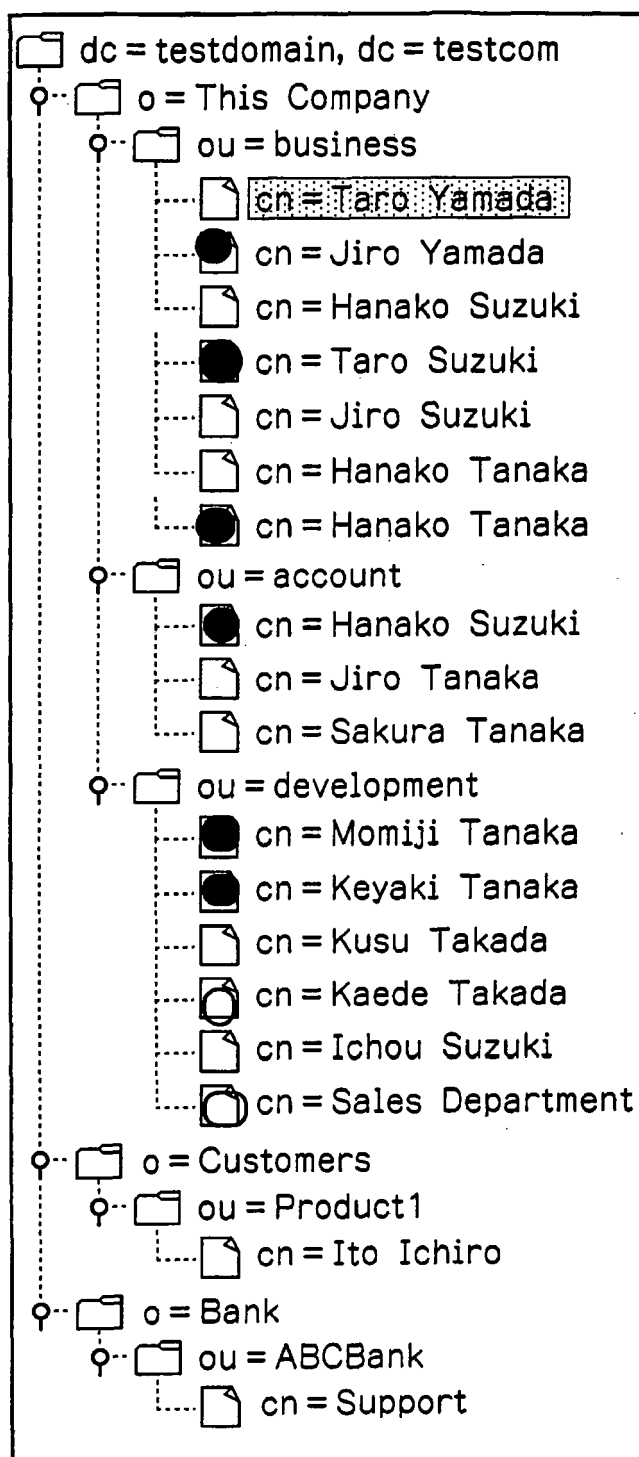 dc = testdomain, dc = testcom
o = This Company
ou = business
cn = Taro Yamada
cn = Jiro Yamada
cn = Hanako Suzuki
cn = Taro Suzuki
cn = Jiro Suzuki
cn = Hanako Tanaka
cn = Hanako Tanaka
ou = account
cn = Hanako Suzuki
cn = Jiro Tanaka
cn = Sakura Tanaka
ou = development
cn = Momiji Tanaka
cn = Keyaki Tanaka
cn = Kusu Takada
cn = Kaede Takada
cn = Ichou Suzuki
cn = Sales Department
o = Customers
ou = Product1
cn = Ito Ichiro
o = Bank
ou = ABCBank
cn = Support